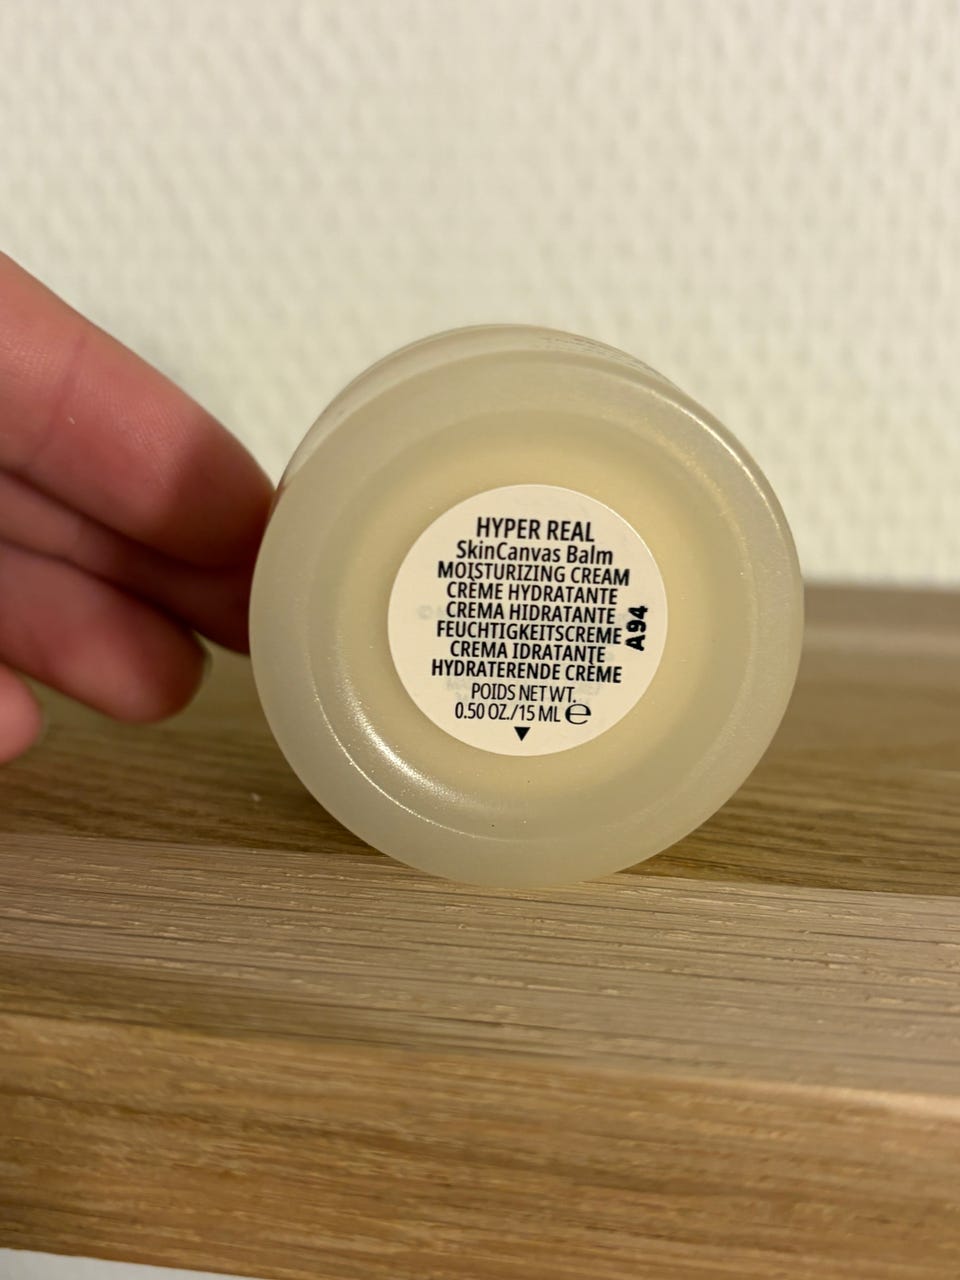 HYPER REAL
SkinCanvas Balm
MOISTURIZING CREAM
CRÈME HYDRATANTE
CREMA HIDRATANTE
FEUCHTIGKEITSCREME
CREMA IDRATANTE
HYDRATERENDE CRÈME
POIDS NET WT.
0.50 OZ./15 ML ℮
A94